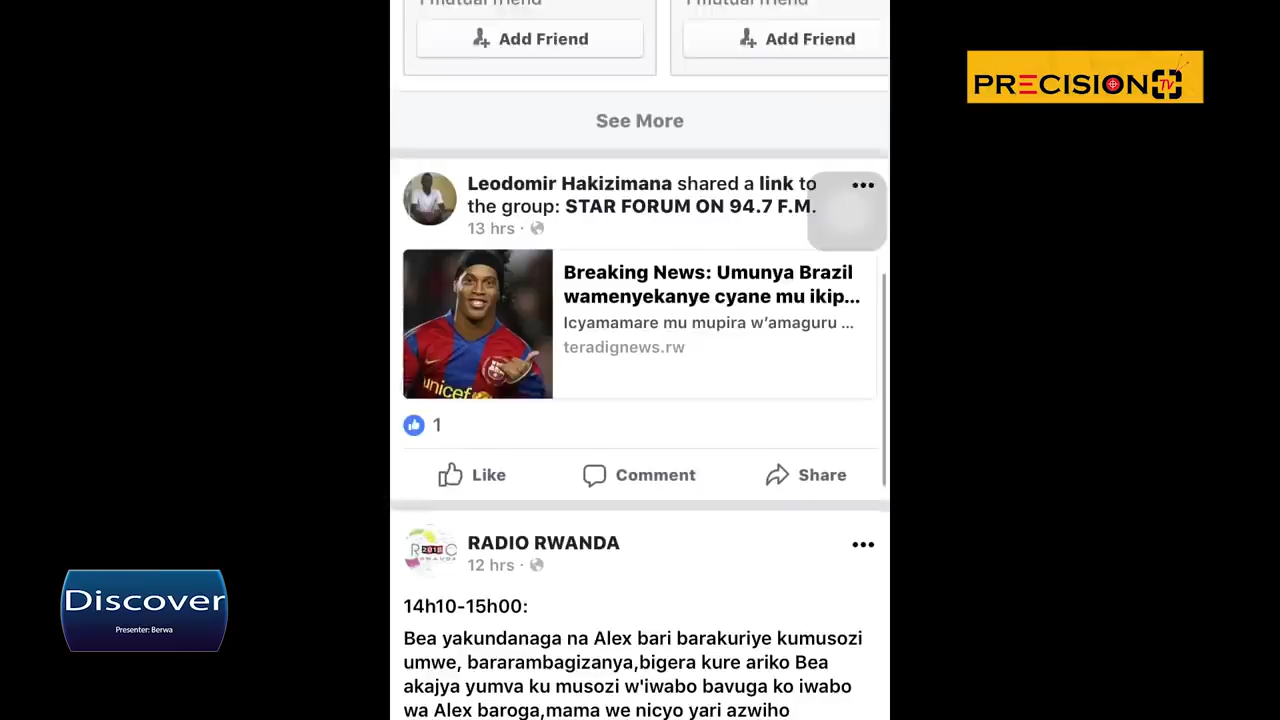 1 mutual friend
1 mutual friend
Add Friend
Add Friend
PRECISION TV
See More
Leodomir Hakizimana shared a link to
the group: STAR FORUM ON 94.7 F.M.
13 hrs ·
Breaking News: Umunya Brazil
wamenyekanye cyane mu ikip...
Icyamamare mu mupira w’amaguru ...
teradignews.rw
unicef
1
Like
Comment
Share
RADIO RWANDA
12 hrs ·
2018
14h10-15h00:
Bea yakundanaga na Alex bari barakuriye kumusozi
umwe, bararambagizanya,bigera kure ariko Bea
akajya yumva ku musozi w'iwabo bavuga ko iwabo
wa Alex baroga,mama we nicyo yari azwiho
Discover
Presenter: Berwa